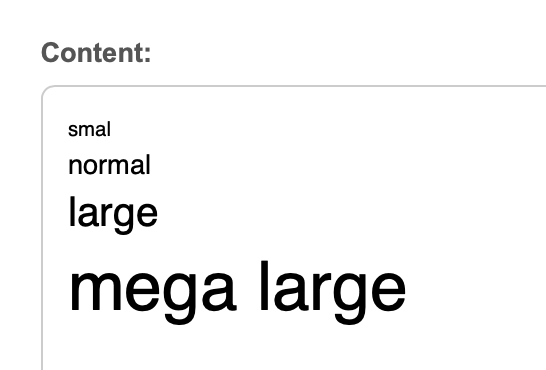 Content:
smal
normal
large
mega large